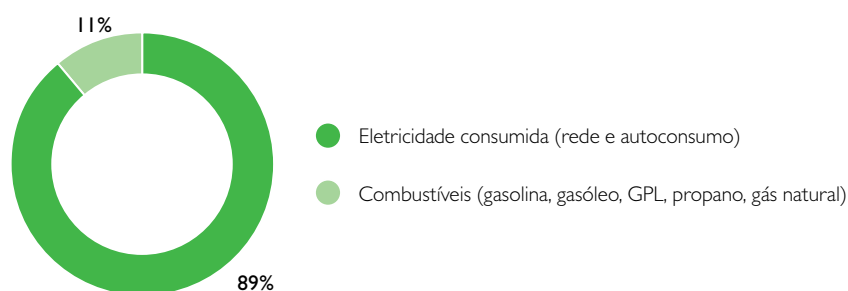 11%
Eletricidade consumida (rede e autoconsumo)
Combustíveis (gasolina, gasóleo, GPL, propano, gás natural)
89%